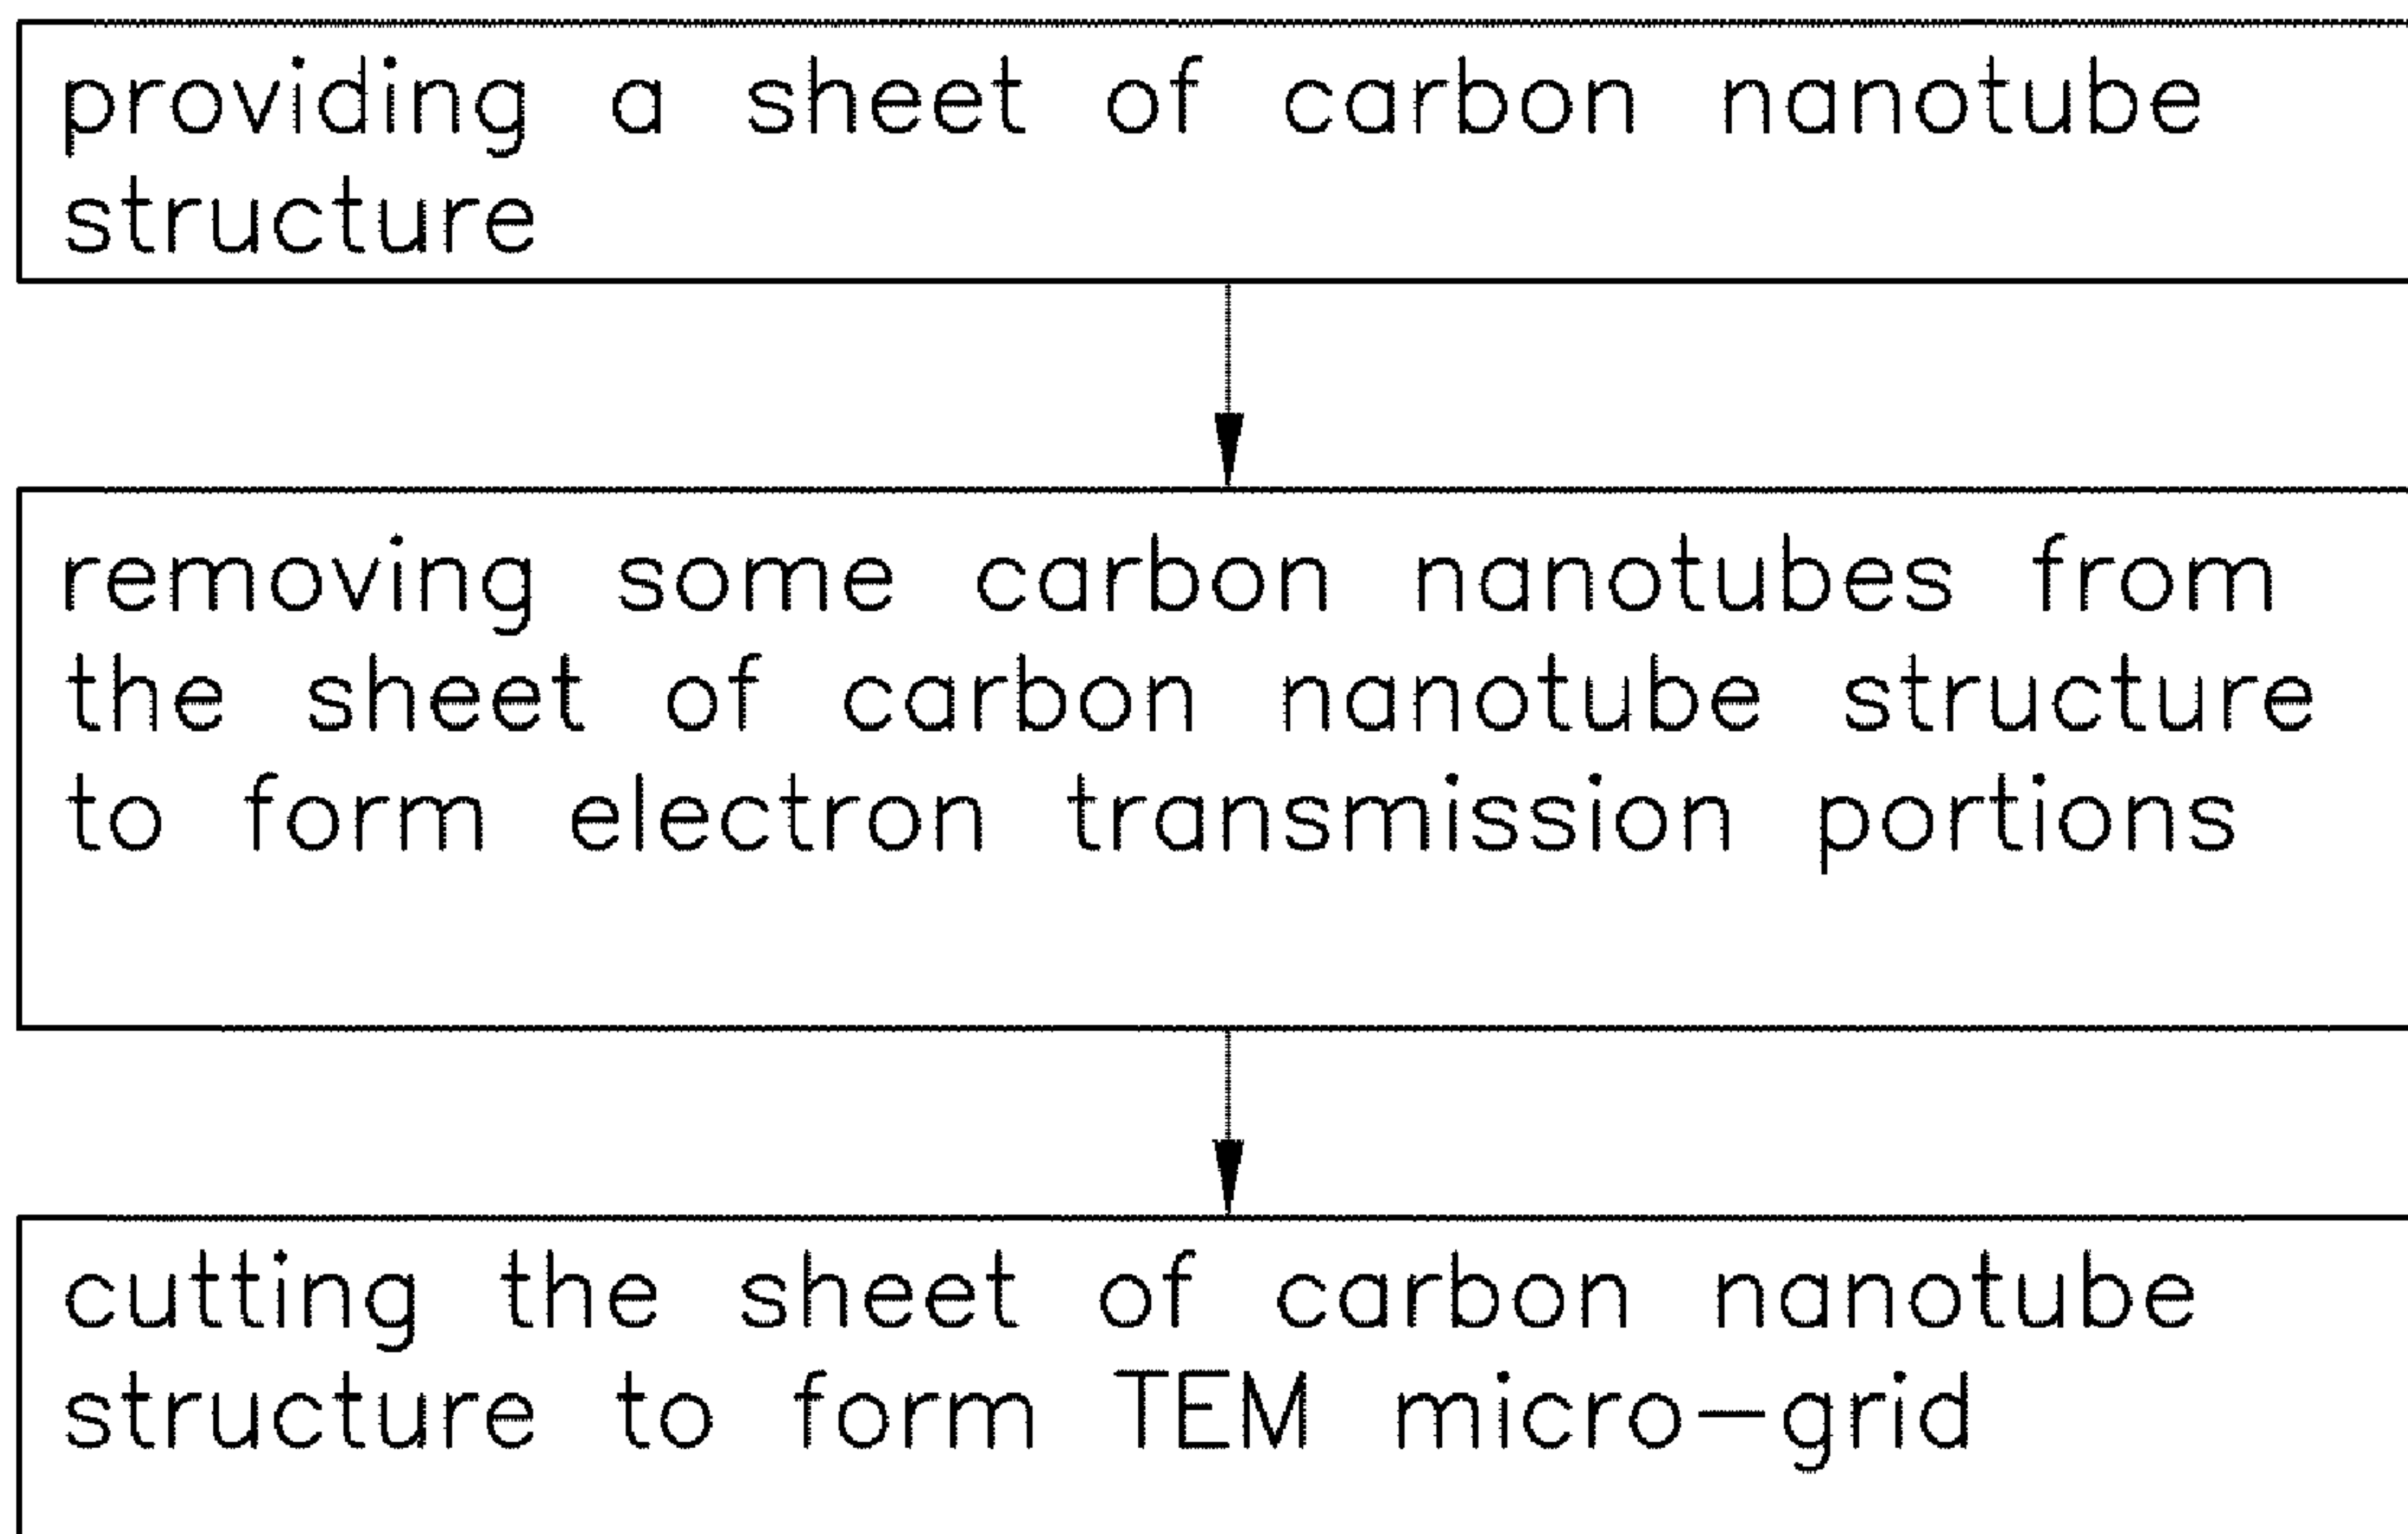 providing a sheet of carbon nanotube
structure
removing some carbon nanotubes from
the sheet of carbon nanotube structure
to form electron transmission portions
cutting the sheet of carbon nanotube
structure to form TEM micro-grid